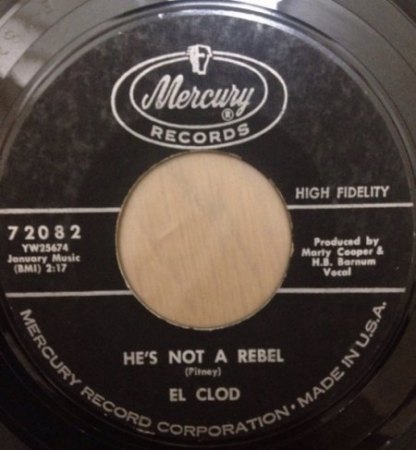 Mercury
®
RECORDS
HIGH FIDELITY
72082
YW25674
January Music
(BMI) 2:17
Produced by
Marty Cooper &
H.B. Barnum
Vocal
HE'S NOT A REBEL
(Pitney)
EL CLOD
MERCURY RECORD CORPORATION • MADE IN U.S.A.